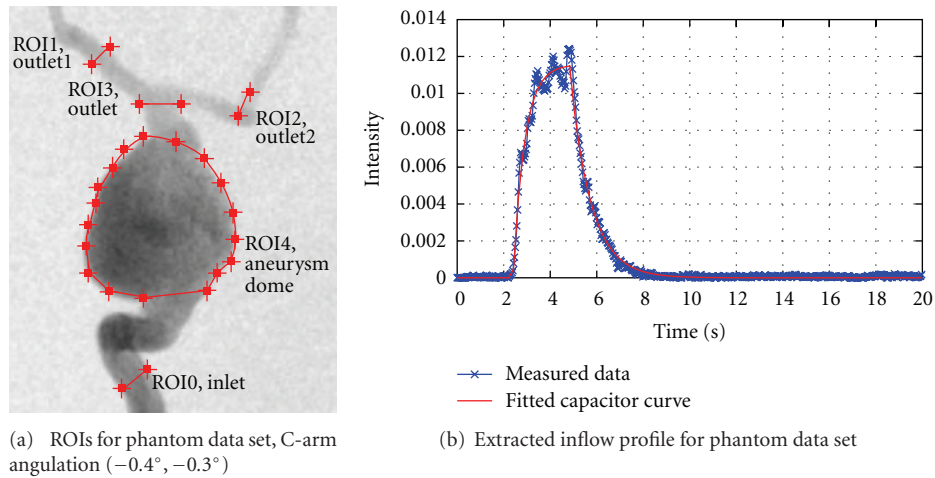 ROI1,
outlet1
ROI3,
outlet
ROI2,
outlet2
ROI4,
aneurysm
dome
ROI0, inlet
(a) ROIs for phantom data set, C-arm
angulation (−0.4°, −0.3°)
0.014
0.012
0.01
0.008
0.006
0.004
0.002
0
Intensity
0 2 4 6 8 10 12 14 16 18 20
Time (s)
Measured data
Fitted capacitor curve
(b) Extracted inflow profile for phantom data set